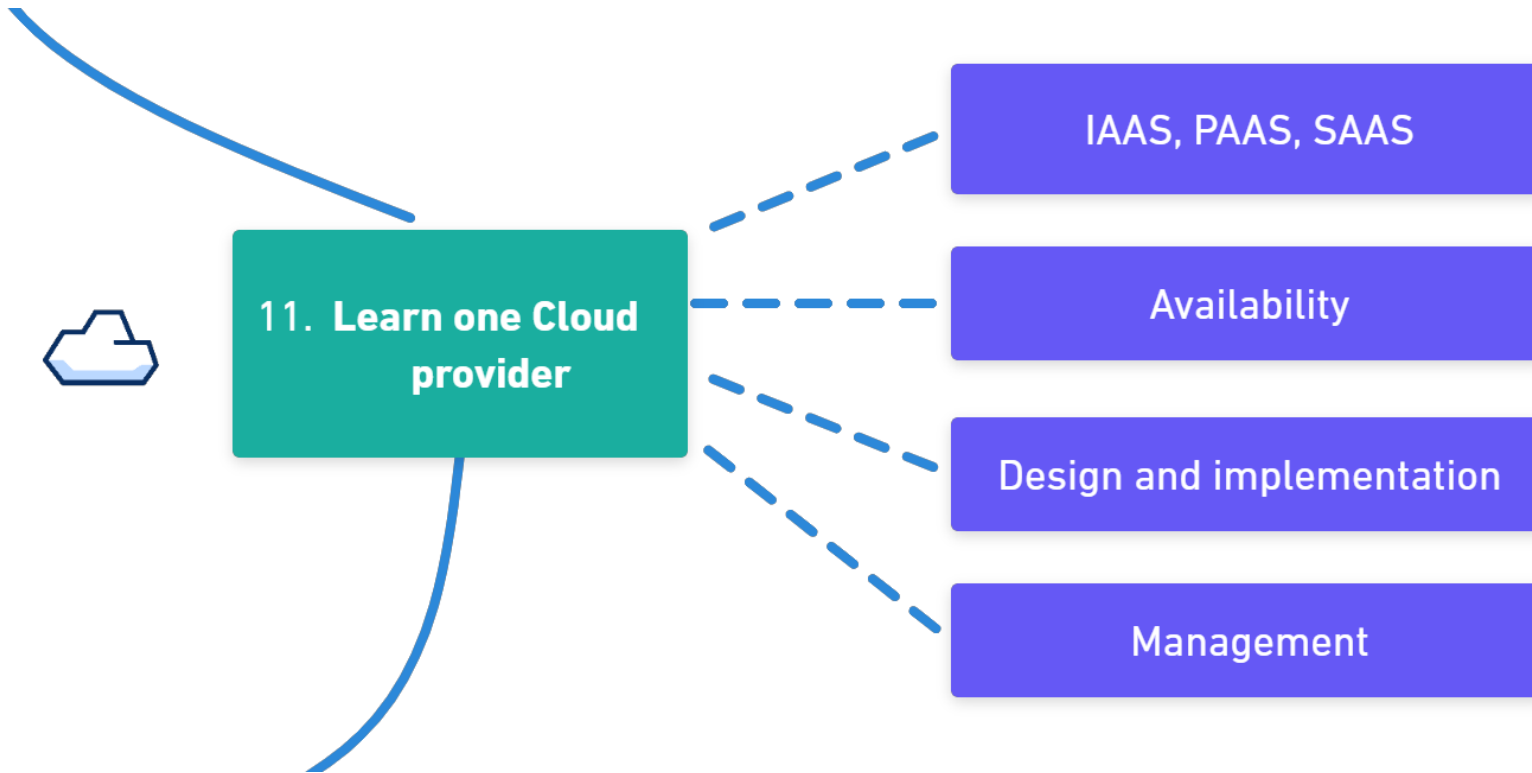 11. Learn one Cloud
provider
IAAS, PAAS, SAAS
Availability
Design and implementation
Management